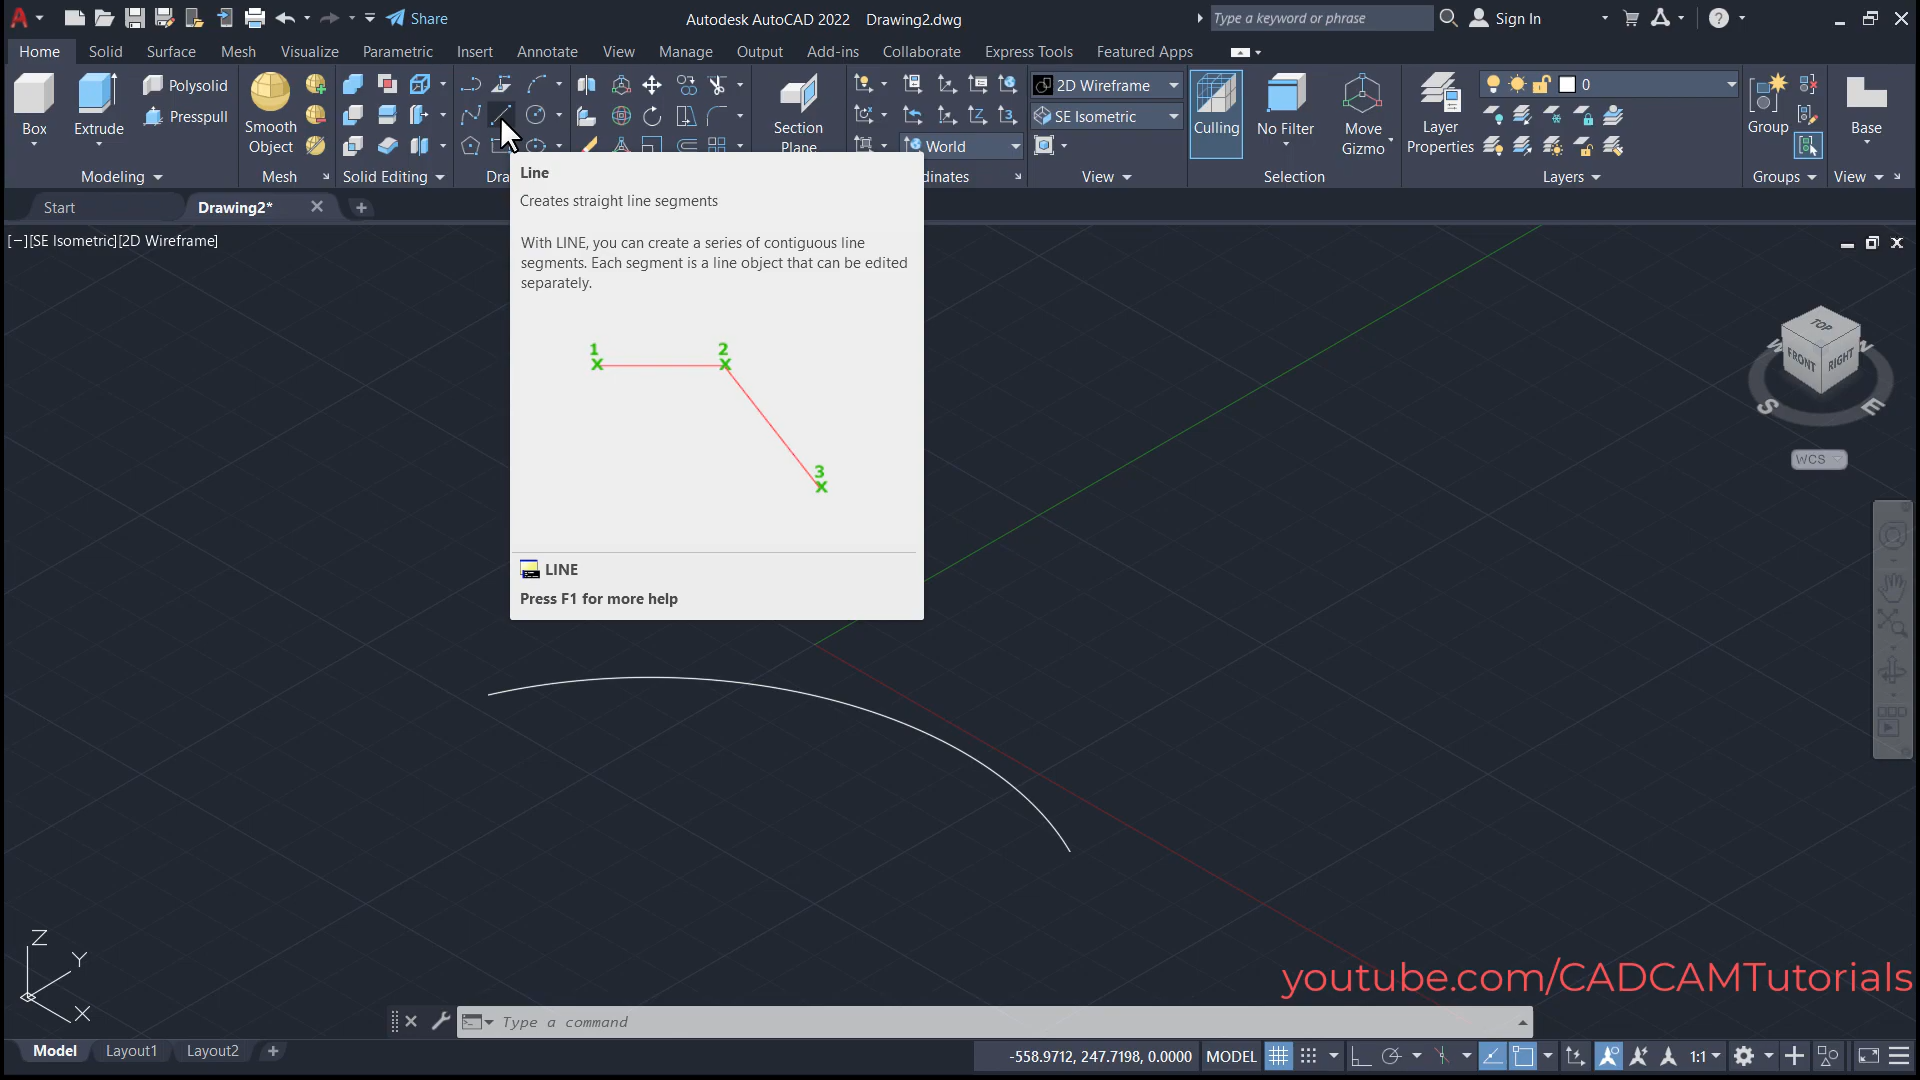 Share
Autodesk AutoCAD 2022 Drawing2.dwg
Type a keyword or phrase
Sign In
Home Solid Surface Mesh Visualize Parametric Insert Annotate View Manage Output Add-ins Collaborate Express Tools Featured Apps
Box
Extrude
Polysolid
Presspull
Smooth
Object
Section
Plane
2D Wireframe
SE Isometric
World
Culling
No Filter
Move
Gizmo
Layer
Properties
0
Group
Base
Modeling Mesh Solid Editing Dra dinates View Selection Layers Groups View
Start Drawing2*
[−][SE Isometric][2D Wireframe]
Line
Creates straight line segments
With LINE, you can create a series of contiguous line
segments. Each segment is a line object that can be edited
separately.
1 2
3
LINE
Press F1 for more help
TOP
FRONT RIGHT
W N
S E
WCS
Z
Y
X
youtube.com/CADCAMTutorials
Type a command
Model Layout1 Layout2
-558.9712, 247.7198, 0.0000 MODEL 1:1